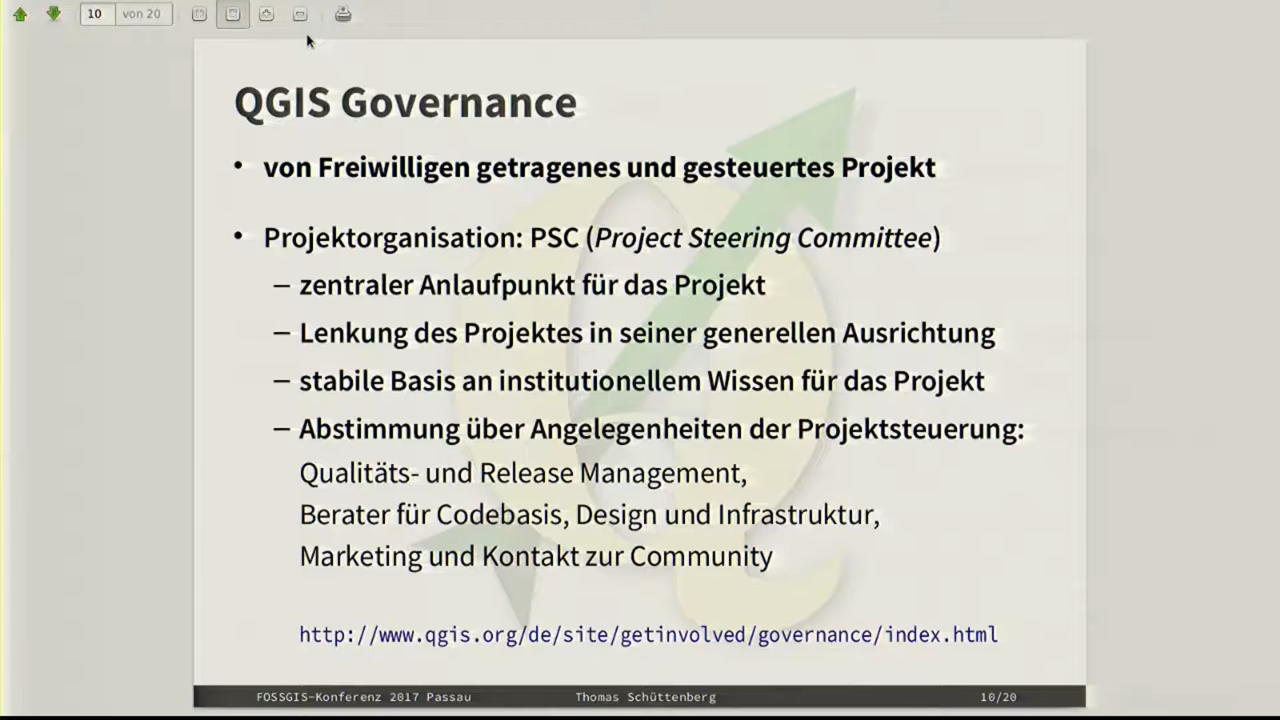 10 von 20
QGIS Governance
• von Freiwilligen getragenes und gesteuertes Projekt
• Projektorganisation: PSC (Project Steering Committee)
– zentraler Anlaufpunkt für das Projekt
– Lenkung des Projektes in seiner generellen Ausrichtung
– stabile Basis an institutionellem Wissen für das Projekt
– Abstimmung über Angelegenheiten der Projektsteuerung:
Qualitäts- und Release Management,
Berater für Codebasis, Design und Infrastruktur,
Marketing und Kontakt zur Community
http://www.qgis.org/de/site/getinvolved/governance/index.html
FOSSGIS-Konferenz 2017 Passau Thomas Schüttenberg 10/20